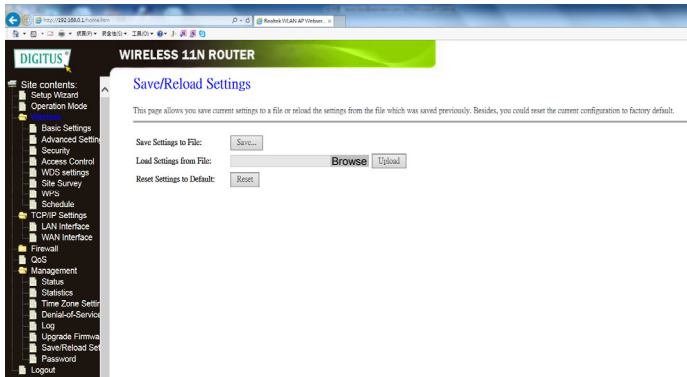 http://192.168.0.1/home.htm
Realtek WLAN AP Webser...
DIGITUS®
WIRELESS 11N ROUTER
Site contents:
Setup Wizard
Operation Mode
Wireless
Basic Settings
Advanced Setting
Security
Access Control
WDS settings
Site Survey
WPS
Schedule
TCP/IP Settings
LAN Interface
WAN Interface
Firewall
QoS
Management
Status
Statistics
Time Zone Settin
Denial-of-Service
Log
Upgrade Firmwa
Save/Reload Set
Password
Logout
Save/Reload Settings
This page allows you save current settings to a file or reload the settings from the file which was saved previously. Besides, you could reset the current configuration to factory default.
Save Settings to File: Save...
Load Settings from File: Browse Upload
Reset Settings to Default: Reset